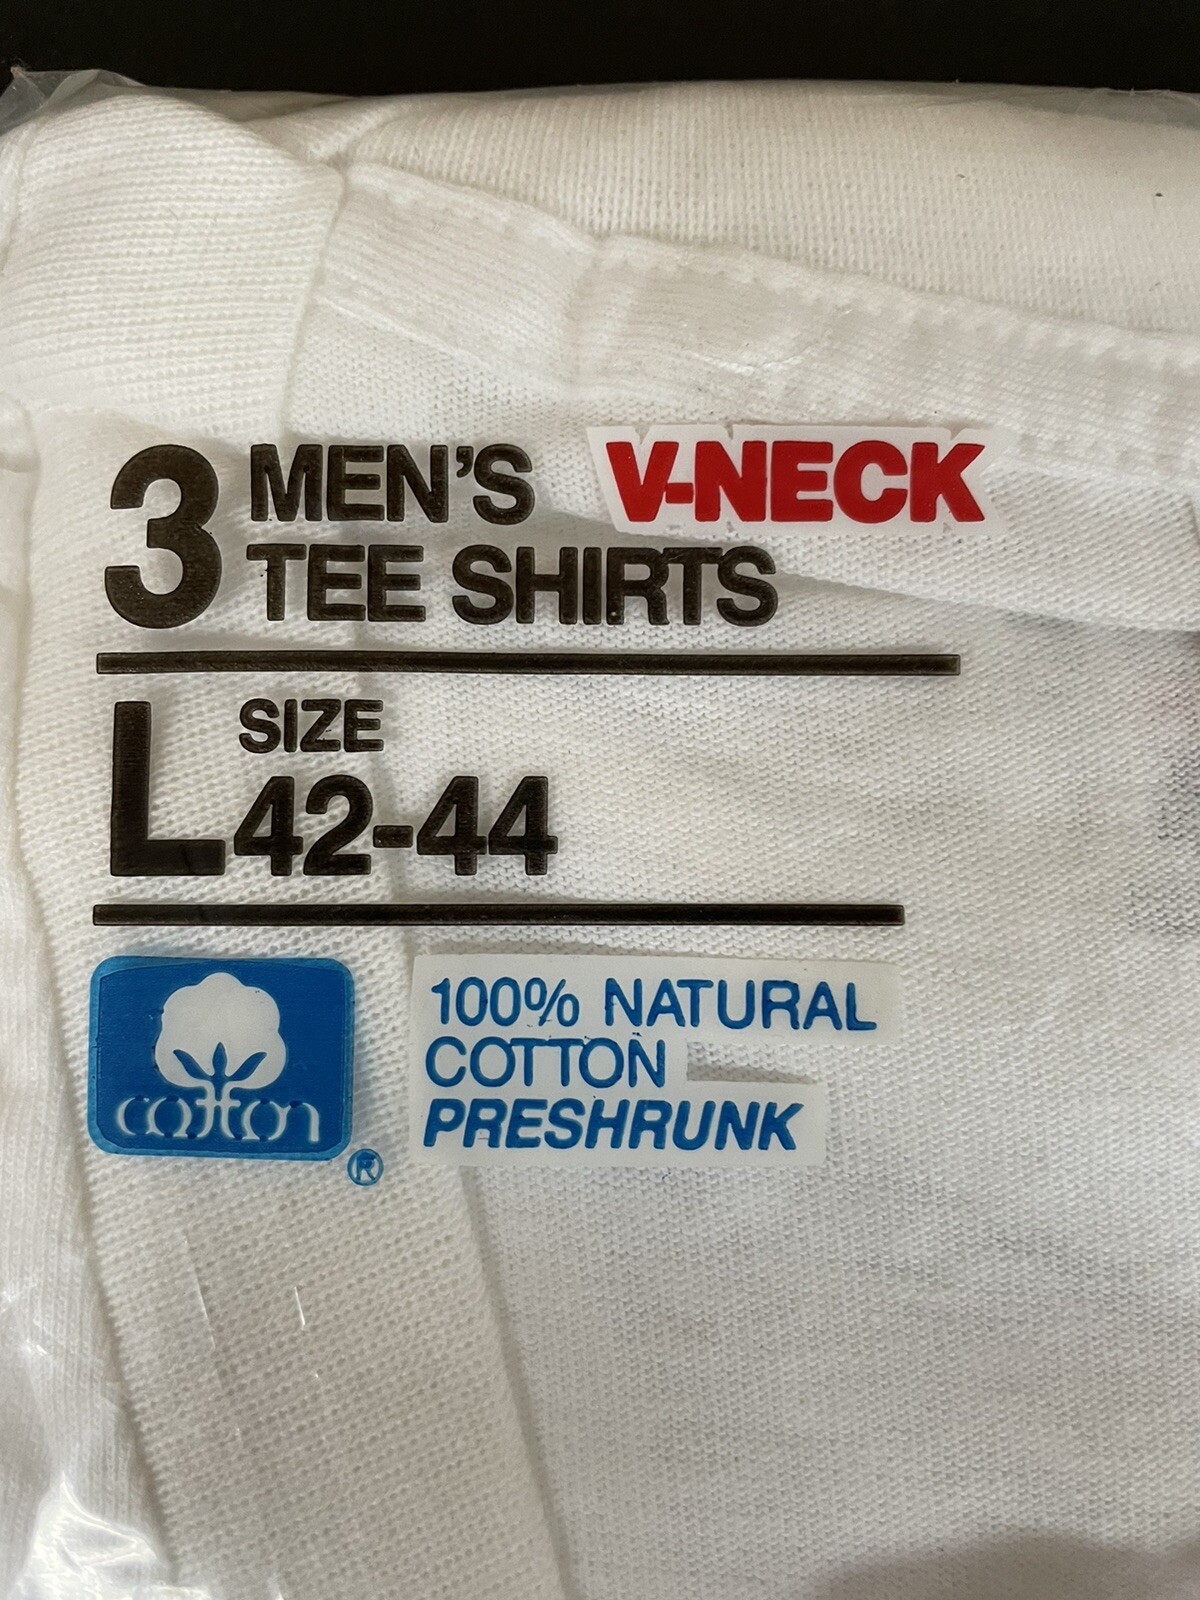 3 MEN'S V-NECK
TEE SHIRTS
L SIZE
42-44
cotton ®
100% NATURAL
COTTON
PRESHRUNK